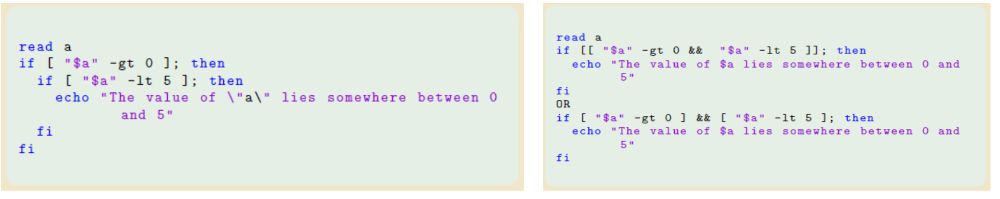 read a
if [ "$a" -gt 0 ]; then
  if [ "$a" -lt 5 ]; then
    echo "The value of \"a\" lies somewhere between 0
           and 5"
  fi
fi
read a
if [[ "$a" -gt 0 &&  "$a" -lt 5 ]]; then
  echo "The value of $a lies somewhere between 0 and
        5"
fi
OR
if [ "$a" -gt 0 ] && [ "$a" -lt 5 ]; then
  echo "The value of $a lies somewhere between 0 and
        5"
fi